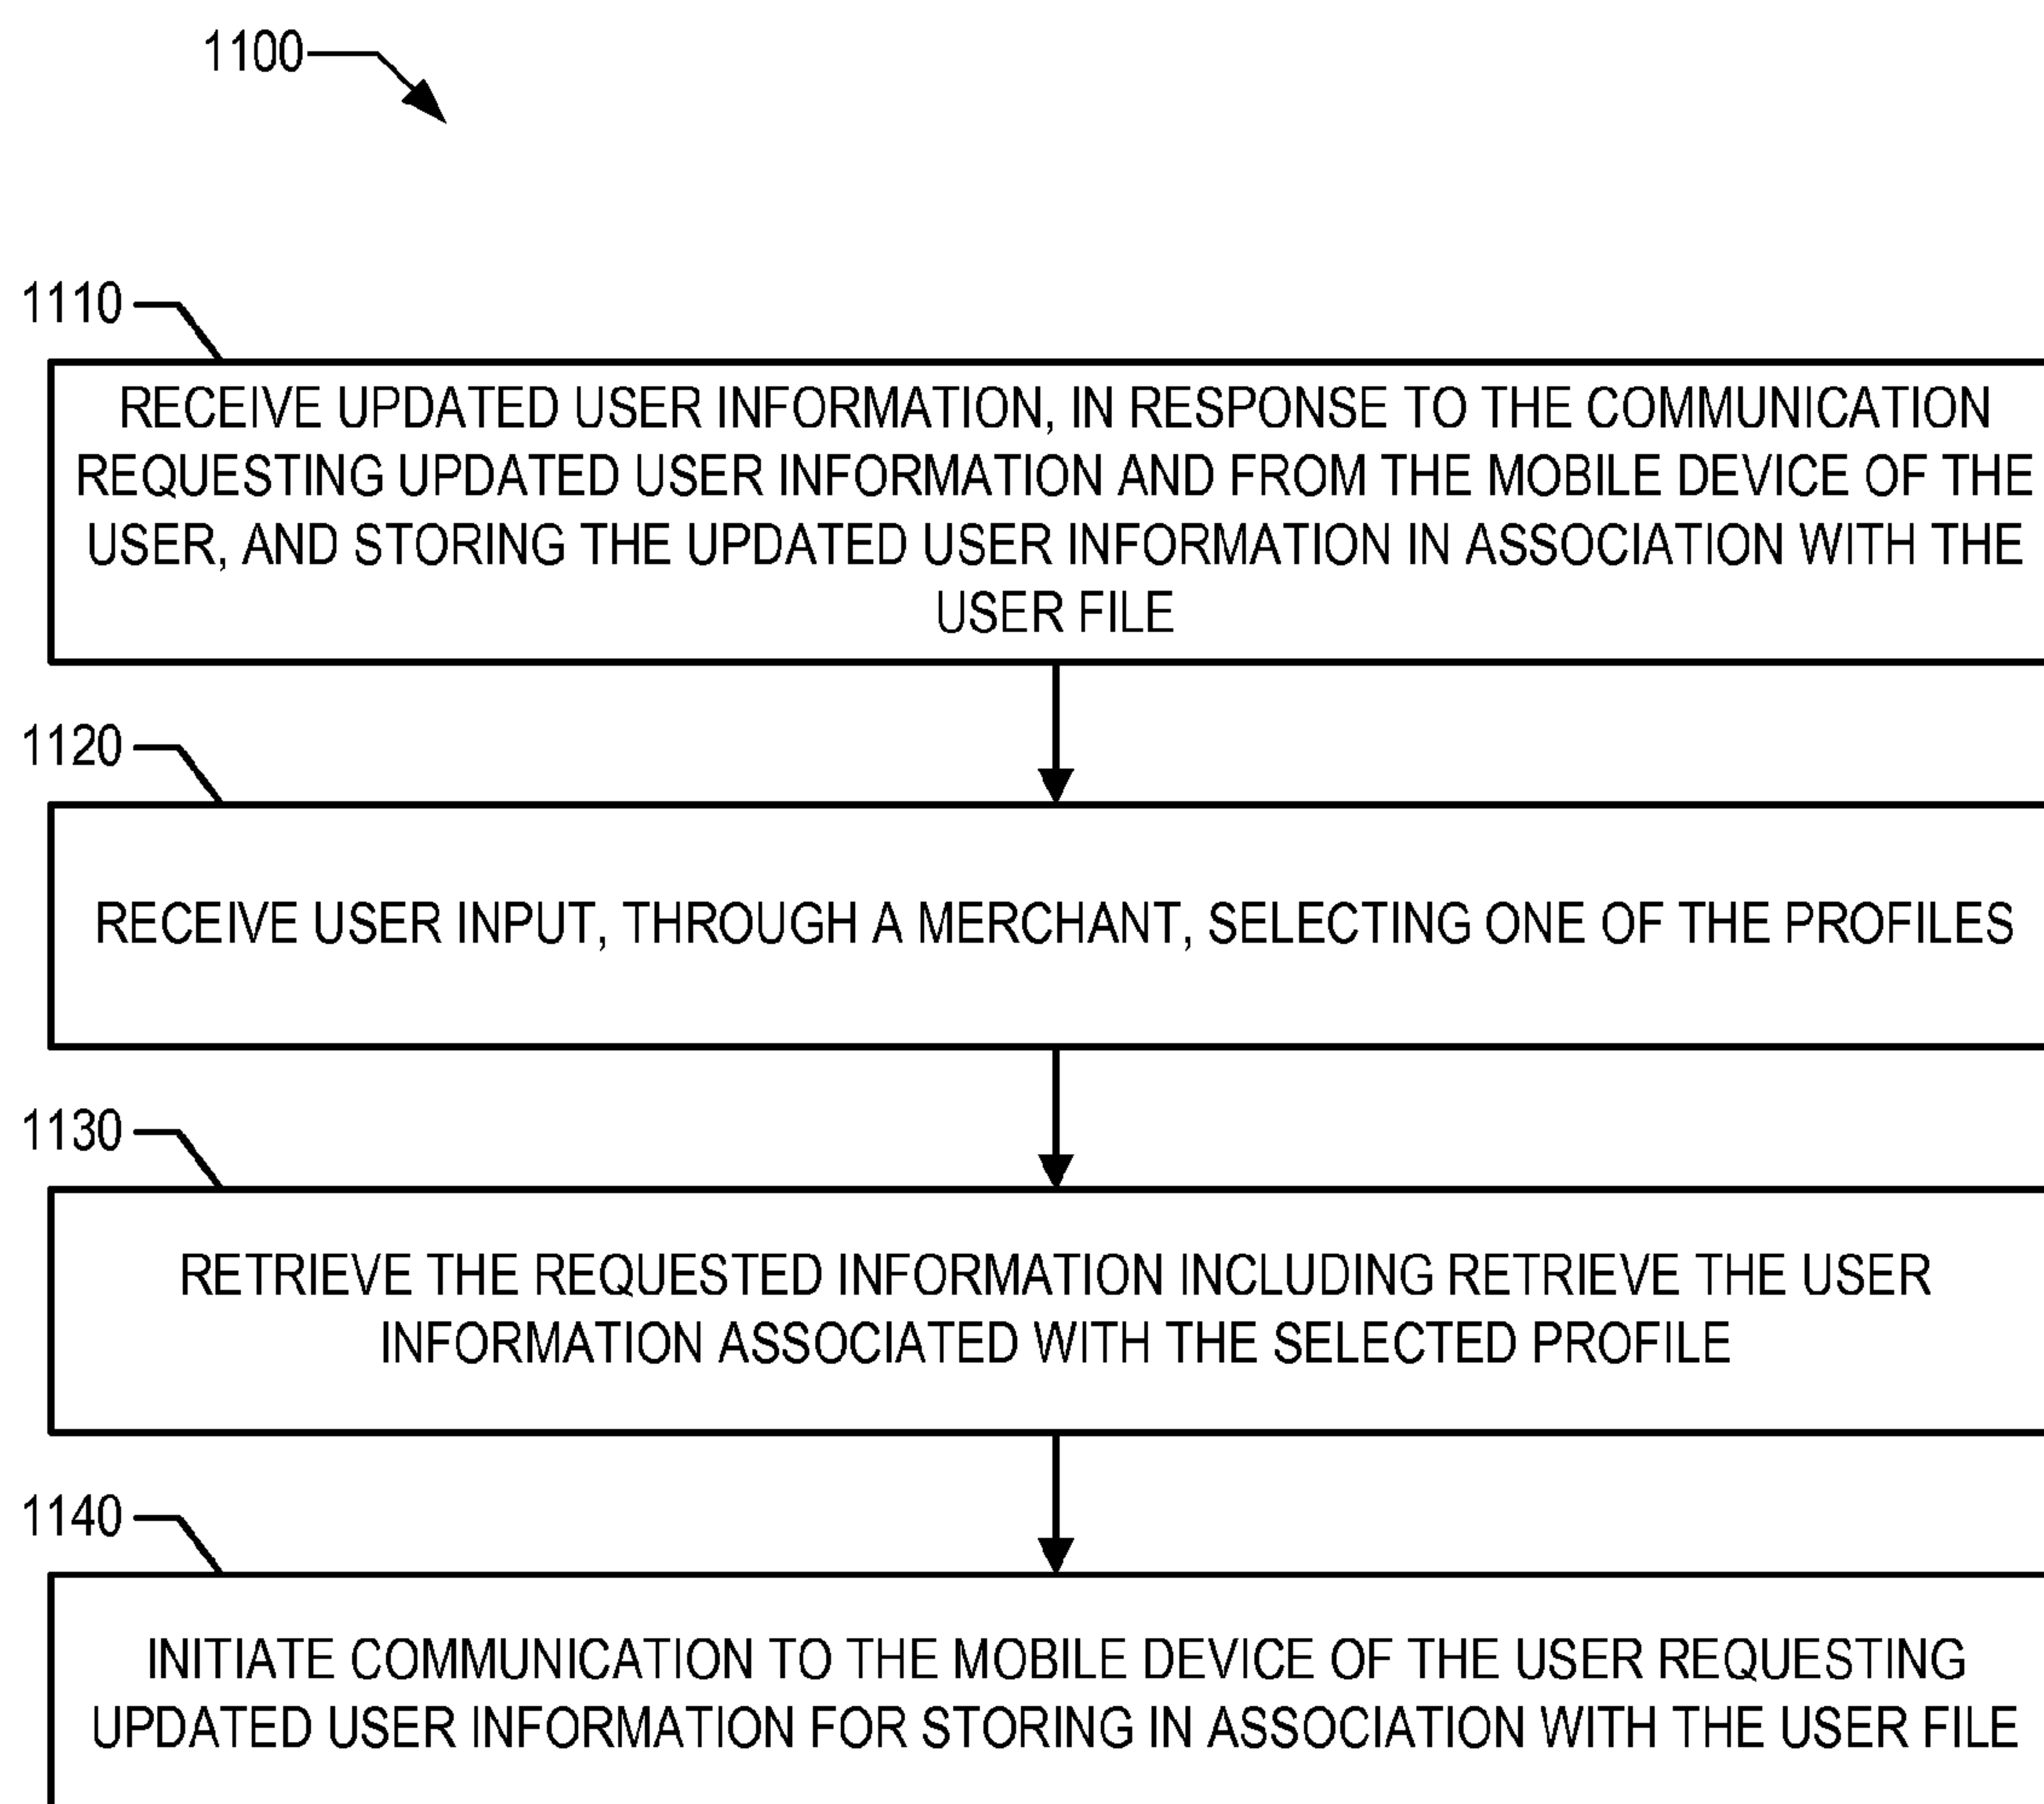 1100
1110
RECEIVE UPDATED USER INFORMATION, IN RESPONSE TO THE COMMUNICATION
REQUESTING UPDATED USER INFORMATION AND FROM THE MOBILE DEVICE OF THE
USER, AND STORING THE UPDATED USER INFORMATION IN ASSOCIATION WITH THE
USER FILE
1120
RECEIVE USER INPUT, THROUGH A MERCHANT, SELECTING ONE OF THE PROFILES
1130
RETRIEVE THE REQUESTED INFORMATION INCLUDING RETRIEVE THE USER
INFORMATION ASSOCIATED WITH THE SELECTED PROFILE
1140
INITIATE COMMUNICATION TO THE MOBILE DEVICE OF THE USER REQUESTING
UPDATED USER INFORMATION FOR STORING IN ASSOCIATION WITH THE USER FILE